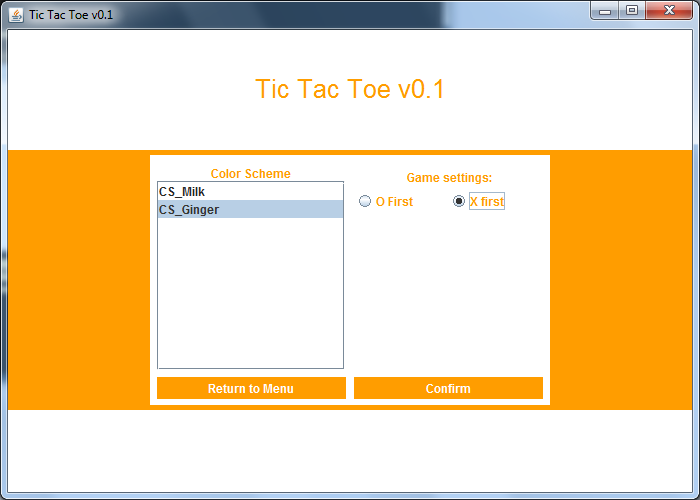 Tic Tac Toe v0.1
Tic Tac Toe v0.1
Color Scheme
CS_Milk
CS_Ginger
Game settings:
O First X first
Return to Menu Confirm